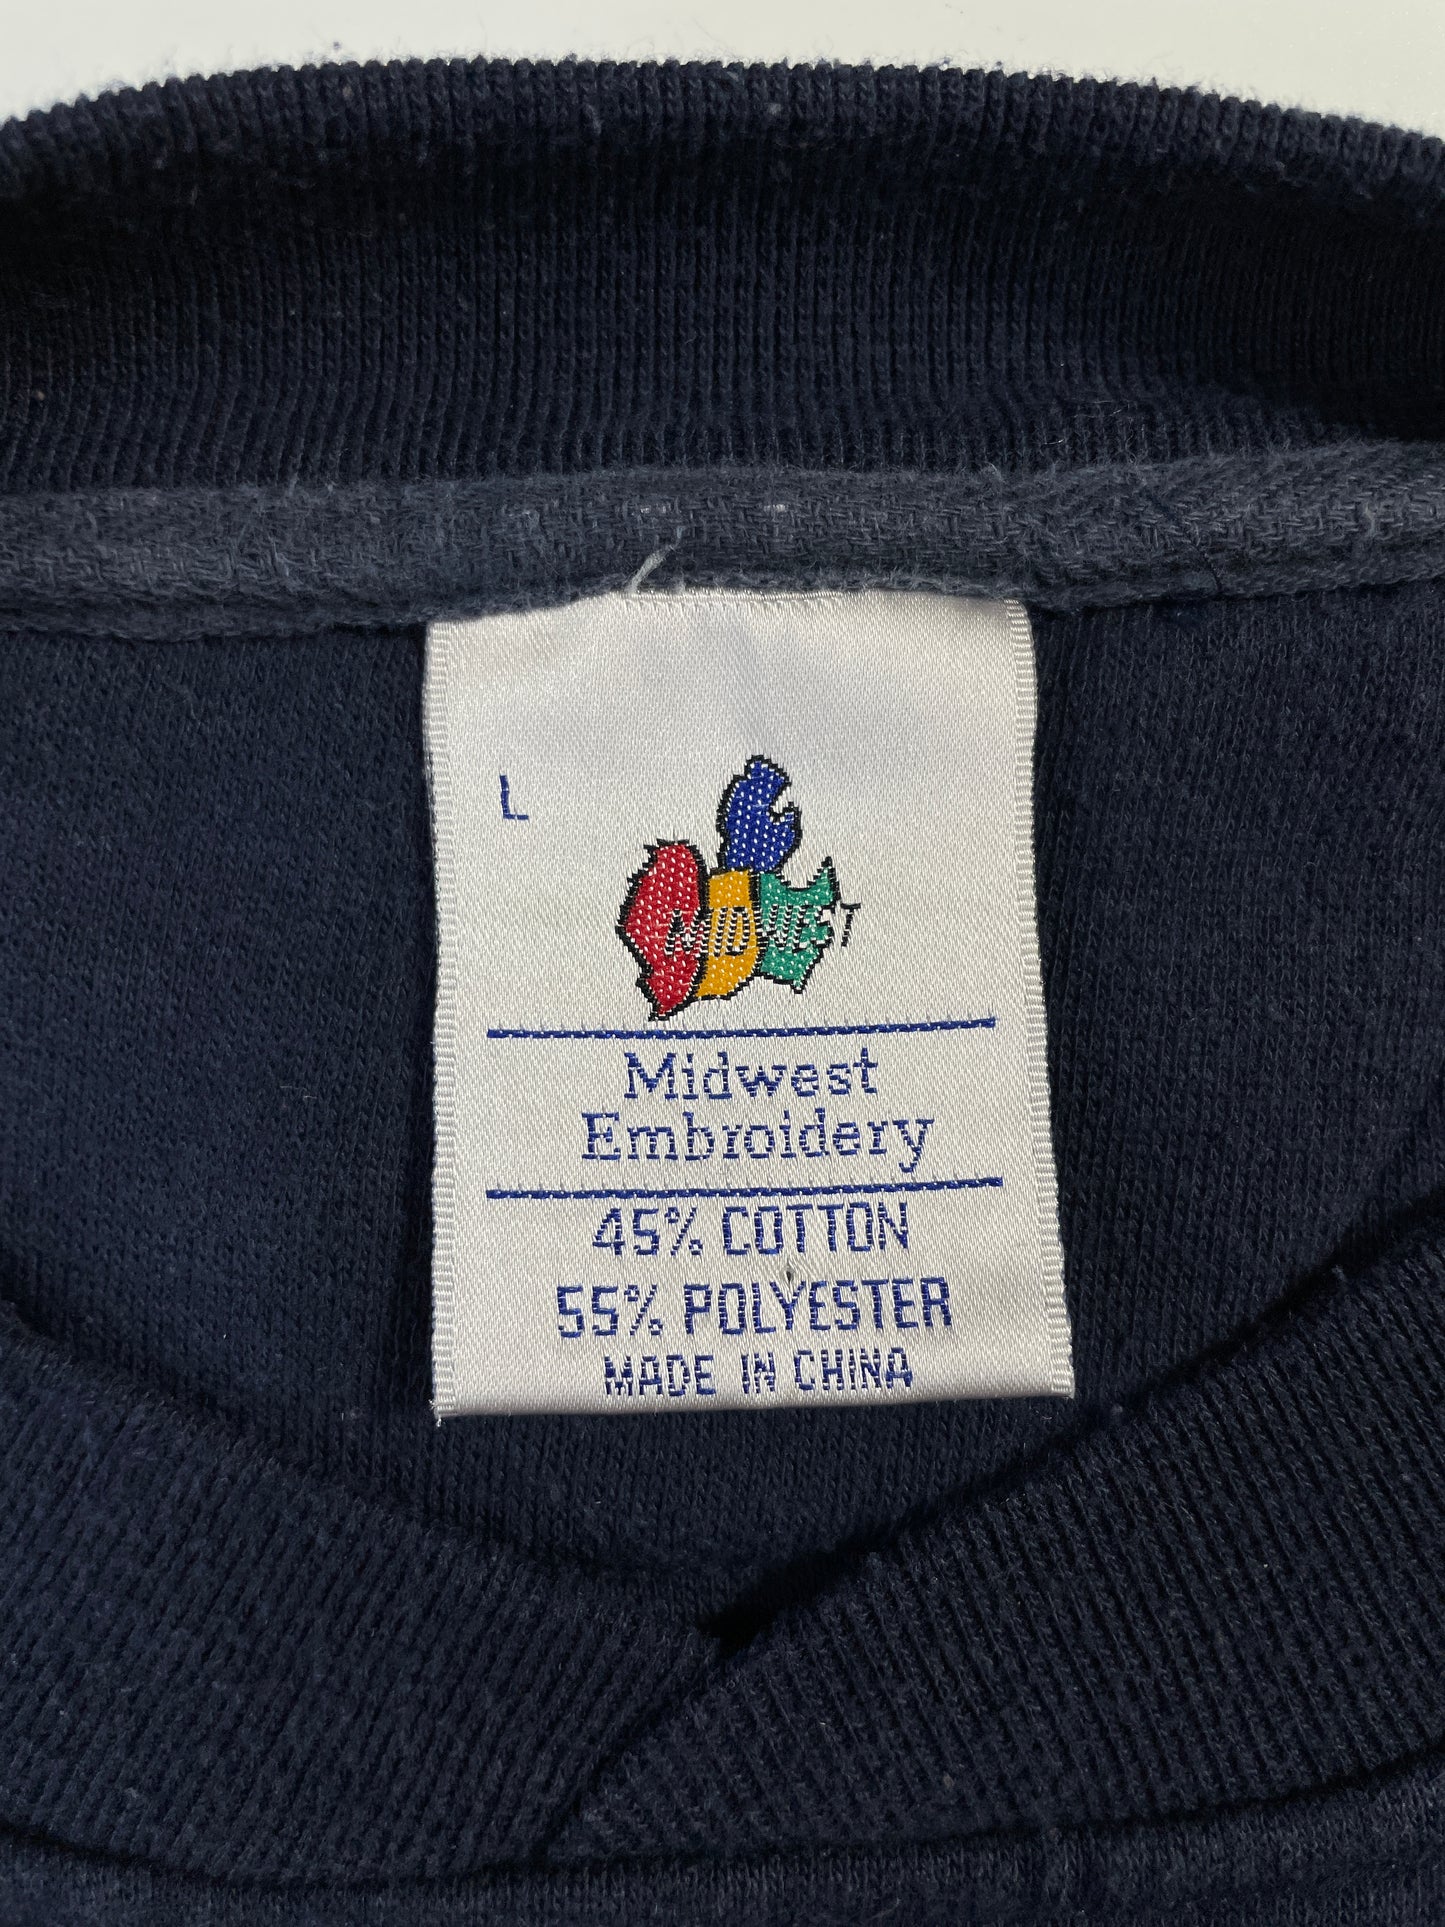 L
MIDWEST
Midwest
Embroidery
45% COTTON
55% POLYESTER
MADE IN CHINA